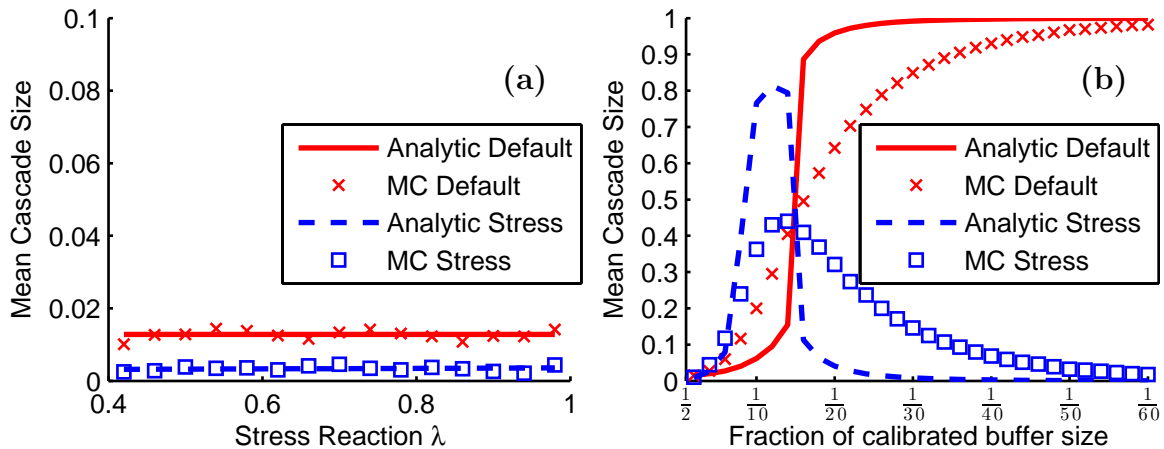 0.1
0.08
0.06
0.04
0.02
0
0.4
0.6
0.8
1
Mean Cascade Size
Stress Reaction λ
(a)
Analytic Default
MC Default
Analytic Stress
MC Stress
1
0.9
0.8
0.7
0.6
0.5
0.4
0.3
0.2
0.1
0
1/2
1/10
1/20
1/30
1/40
1/50
1/60
Mean Cascade Size
Fraction of calibrated buffer size
(b)
Analytic Default
MC Default
Analytic Stress
MC Stress